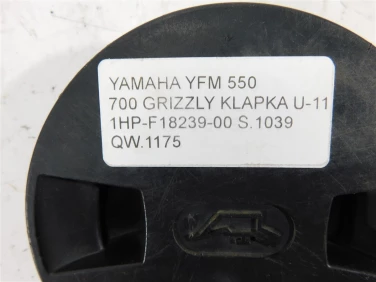 YAMAHA YFM 550
700 GRIZZLY KLAPKA U-11
1HP-F18239-00 S.1039
QW.1175